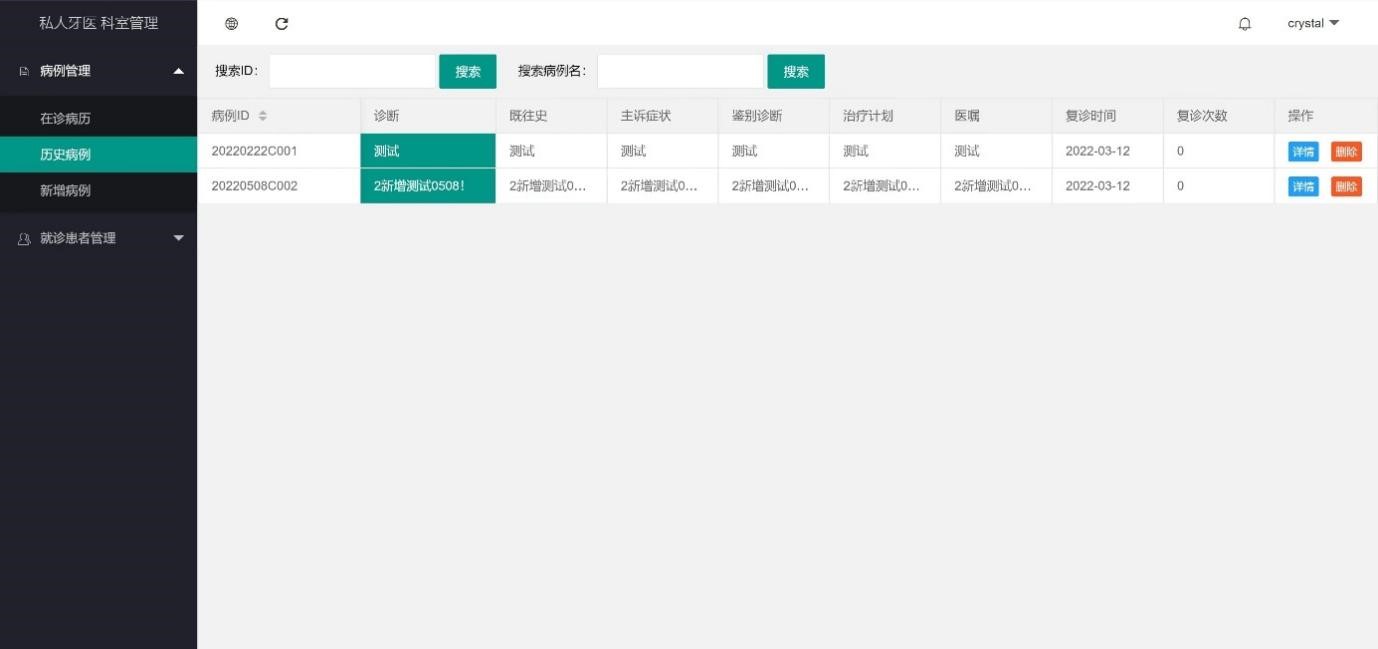 私人牙医 科室管理
crystal
病例管理
在诊病历
历史病例
新增病例
就诊患者管理
搜索ID: 搜索 搜索病例名: 搜索
病例ID 诊断 既往史 主诉症状 鉴别诊断 治疗计划 医嘱 复诊时间 复诊次数 操作
20220222C001 测试 测试 测试 测试 测试 测试 2022-03-12 0 详情 删除
20220508C002 2新增测试0508! 2新增测试0... 2新增测试0... 2新增测试0... 2新增测试0... 2新增测试0... 2022-03-12 0 详情 删除